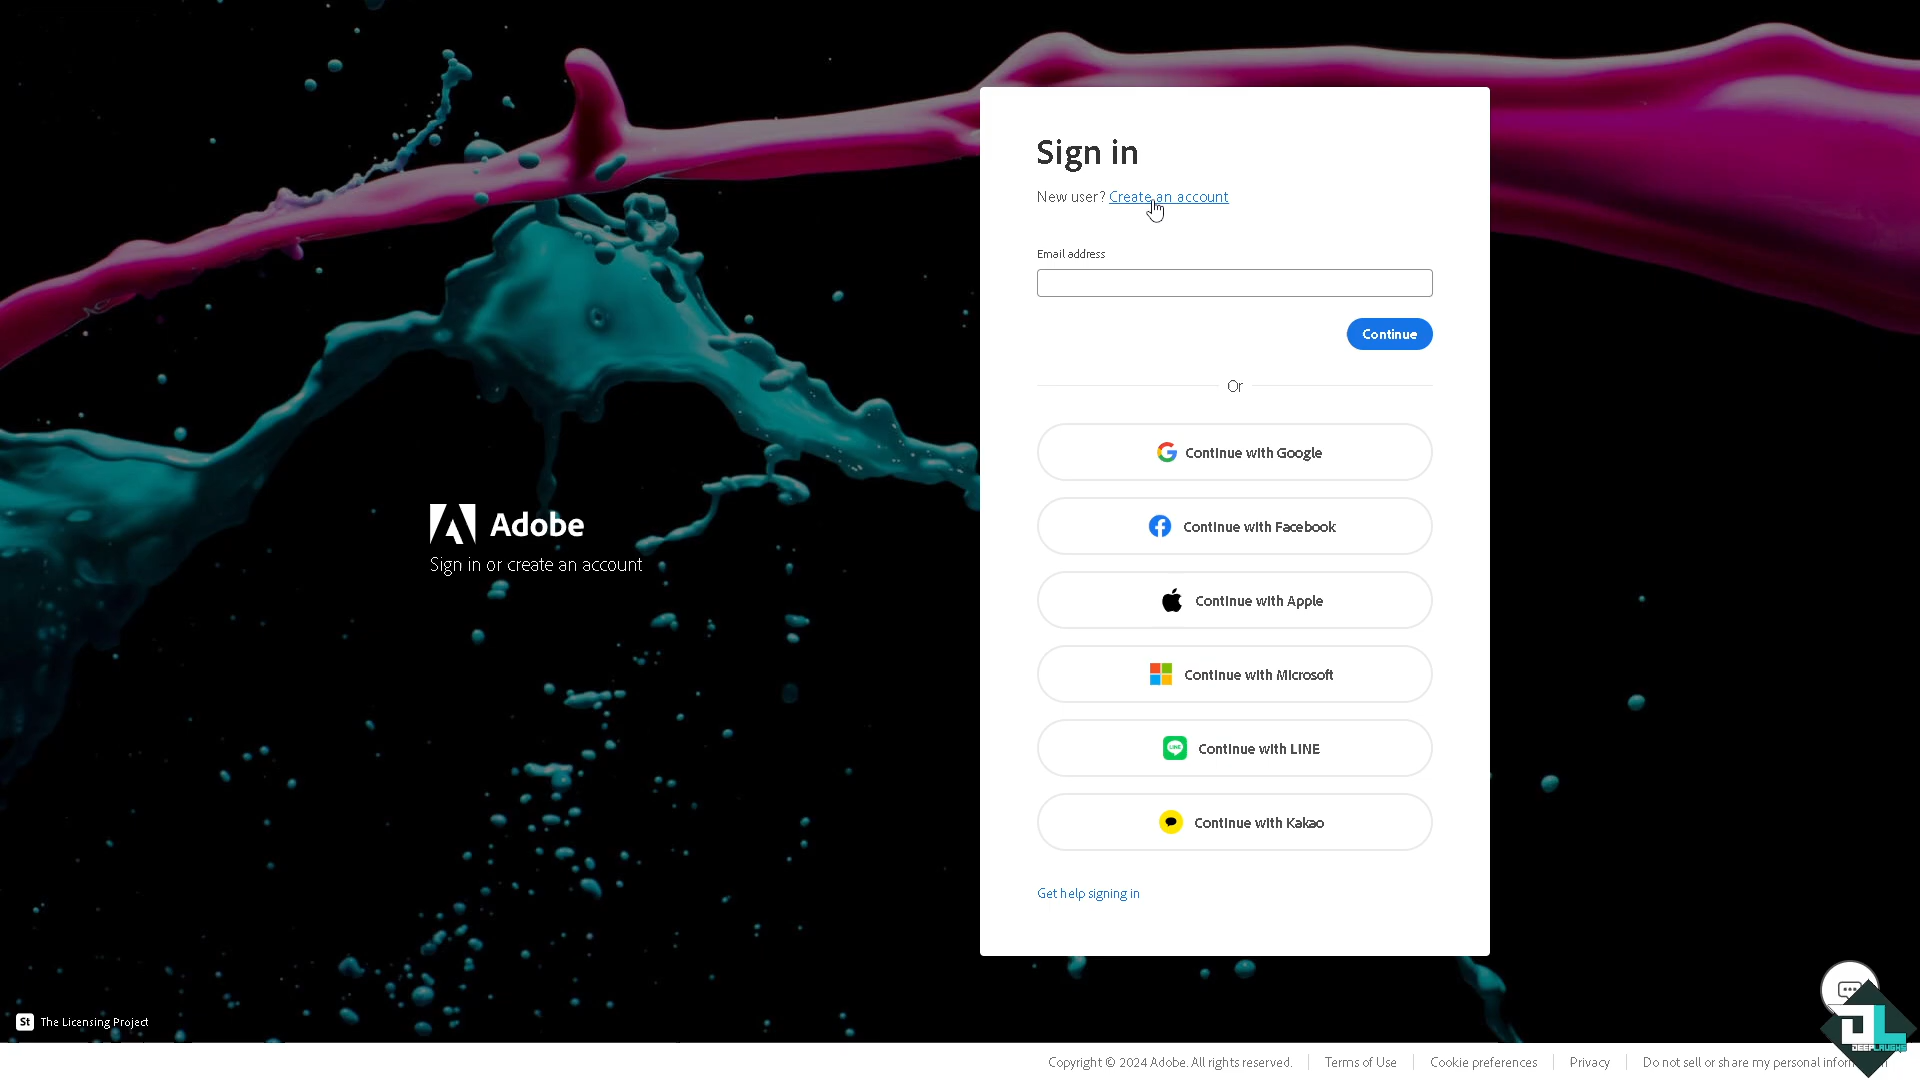 Sign in
New user? Create an account
Email address
Continue
Or
Continue with Google
Continue with Facebook
Continue with Apple
Continue with Microsoft
LINE
Continue with LINE
Continue with Kakao
Get help signing in
Adobe
Sign in or create an account
St The Licensing Project
Copyright © 2024 Adobe. All rights reserved.
Terms of Use
Cookie preferences
Privacy
Do not sell or share my personal
DEEPLAUGHS